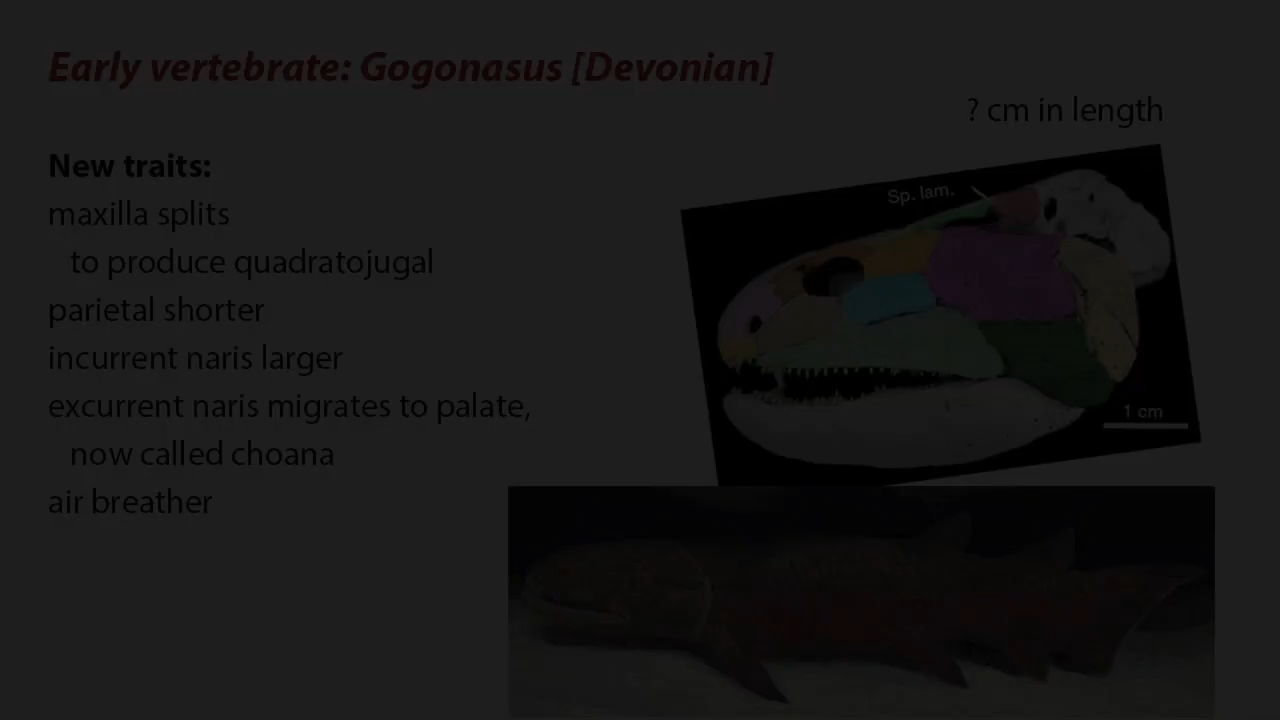 Early vertebrate: Gogonasus [Devonian]
? cm in length
New traits:
maxilla splits
to produce quadratojugal
parietal shorter
incurrent naris larger
excurrent naris migrates to palate,
now called choana
air breather
Sp. lam.
1 cm